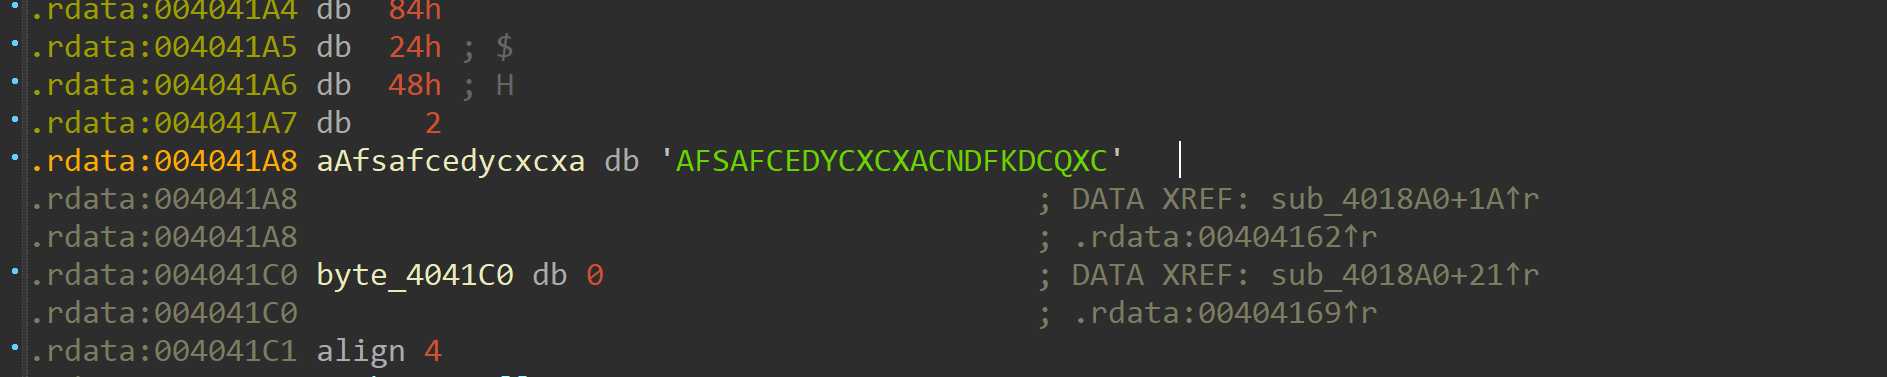 .rdata:004041A4 db  84h
.rdata:004041A5 db  24h ; $
.rdata:004041A6 db  48h ; H
.rdata:004041A7 db    2
.rdata:004041A8 aAfsafcedycxcxa db 'AFSAFCEDYCXCXACNDFKDCQXC'
.rdata:004041A8 ; DATA XREF: sub_4018A0+1A↑r
.rdata:004041A8 ; .rdata:00404162↑r
.rdata:004041C0 byte_4041C0 db 0 ; DATA XREF: sub_4018A0+21↑r
.rdata:004041C0 ; .rdata:00404169↑r
.rdata:004041C1 align 4